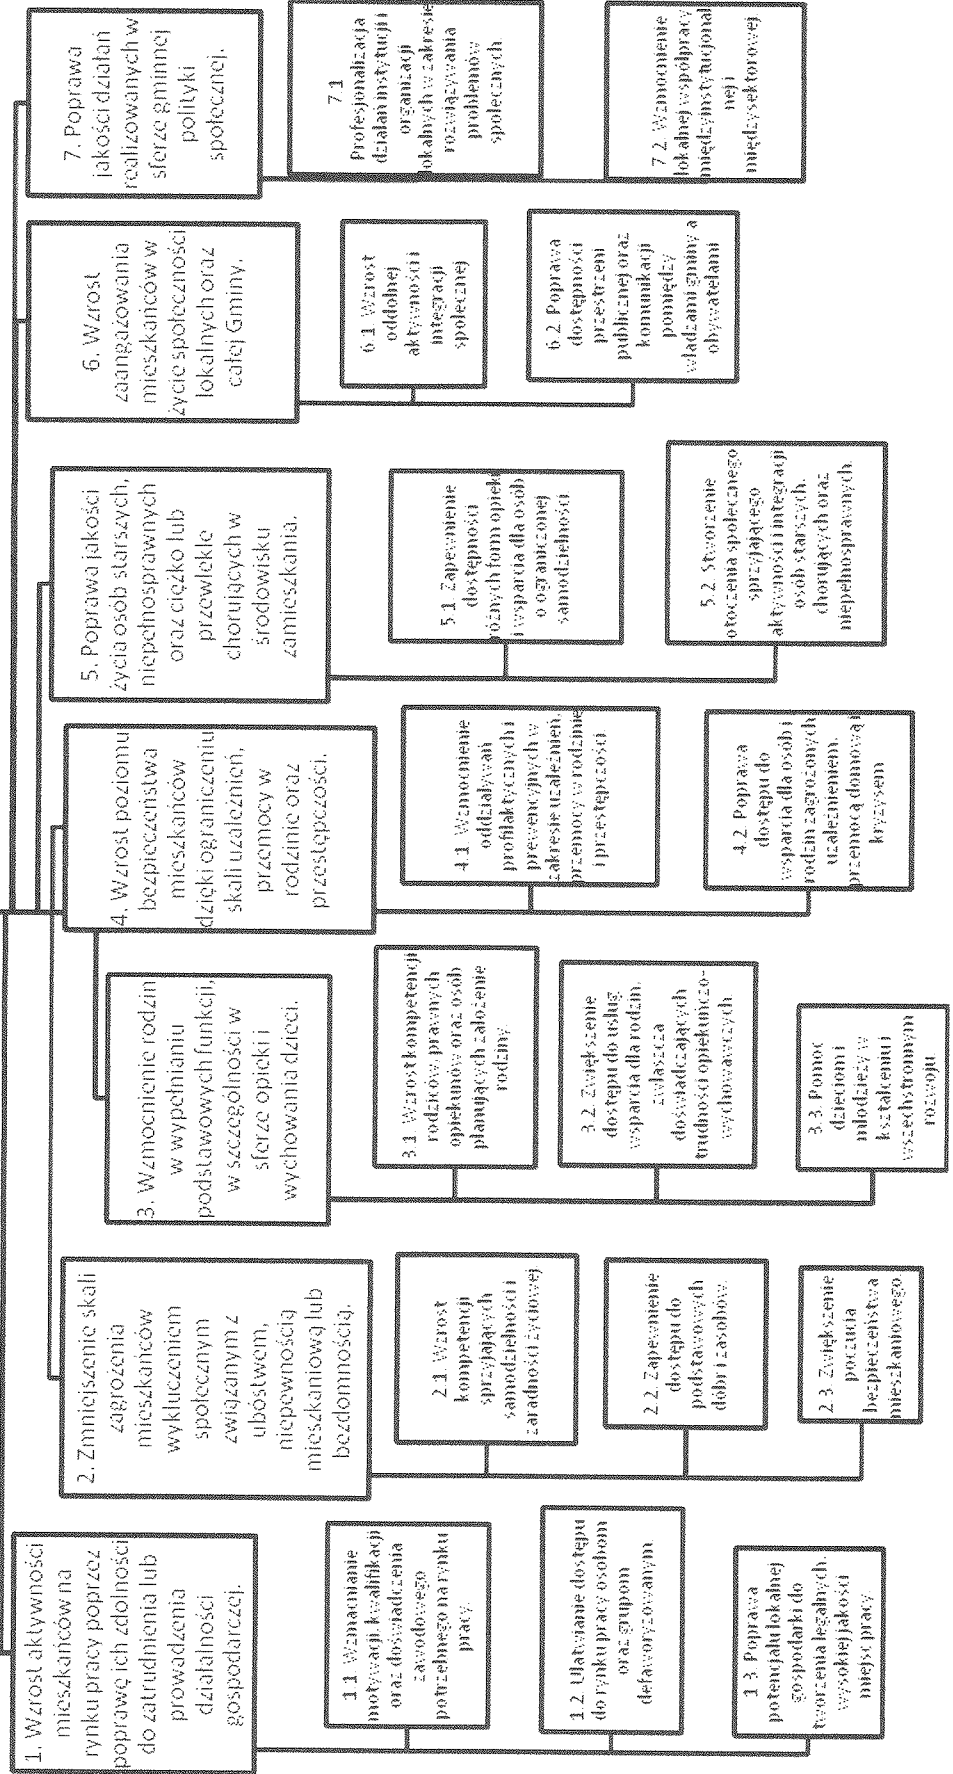 1. Wzrost aktywności
mieszkańców na
rynku pracy poprzez
poprawę ich zdolności
do zatrudnienia lub
prowadzenia
działalności
gospodarczej.
1.1 Wzmacnianie
motywacji, kwalifikacji
oraz doświadczenia
zawodowego
potrzebnego na rynku
pracy.
1.2. Ułatwianie dostępu
do rynku pracy osobom
oraz grupom
defaworyzowanym
1.3. Poprawa
potencjału lokalnej
gospodarki do
tworzenia legalnych,
wysokiej jakości
miejsc pracy.
2. Zmniejszenie skali
zagrożenia
mieszkańców
wykluczeniem
społecznym
związanym z
ubóstwem,
niepewnością
mieszkaniową lub
bezdomnością.
2.1 Wzrost
kompetencji
sprzyjających
samodzielności i
zaradności życiowej
2.2. Zapewnienie
dostępu do
podstawowych
dóbr i zasobów.
2.3. Zwiększenie
poczucia
bezpieczeństwa
mieszkaniowego.
3. Wzmocnienie rodzin
w wypełnianiu
podstawowych funkcji,
w szczególności w
sferze opieki i
wychowania dzieci.
3.1 Wzrost kompetencji
rodziców, prawnych
opiekunów oraz osób
planujących założenie
rodziny
3.2. Zwiększenie
dostępu do usług
wsparcia dla rodzin,
zwłaszcza
doświadczających
trudności opiekuńczo-
wychowawczych
3.3. Pomoc
dzieciom i
młodzieży w
kształceniu i
wszechstronnym
rozwoju.
4. Wzrost poziomu
bezpieczeństwa
mieszkańców
dzięki ograniczeniu
skali uzależnień,
przemocy w
rodzinie oraz
przestępczości.
4.1 Wzmocnienie
oddziaływań
profilaktycznych i
prewencyjnych w
zakresie uzależnień,
przemocy w rodzinie
i przestępczości
4.2. Poprawa
dostępu do
wsparcia dla osób i
rodzin zagrożonych
uzależnieniem,
przemocą domową i
kryzysem
5. Poprawa jakości
życia osób starszych,
niepełnosprawnych
oraz ciężko lub
przewlekle
chorujących w
środowisku
zamieszkania.
5.1. Zapewnienie
dostępności
różnych form opieki
i wsparcia dla osób
o ograniczonej
samodzielności
5.2. Stworzenie
otoczenia społecznego
sprzyjającego
aktywności i integracji
osób starszych,
chorujących oraz
niepełnosprawnych.
6. Wzrost
zaangażowania
mieszkańców w
życie społeczności
lokalnych oraz
całej Gminy.
6.1 Wzrost
oddolnej
aktywności i
integracji
społecznej
6.2. Poprawa
dostępności
przestrzeni
publicznej oraz
komunikacji
pomiędzy
władzami gminy a
obywatelami
7. Poprawa
jakości działań
realizowanych w
sferze gminnej
polityki
społecznej.
7.1
Profesjonalizacja
działań instytucji i
organizacji
lokalnych w zakresie
rozwiązywania
problemów
społecznych.
7.2. Wzmocnienie
lokalnej współpracy
międzyinstytucjonal
nej i
międzysektorowej.